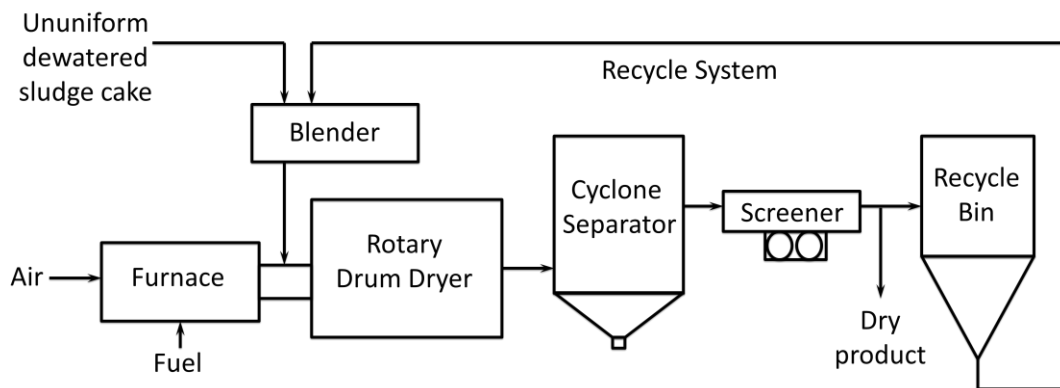 Ununiform
dewatered
sludge cake
Recycle System
Blender
Cyclone
Separator
Recycle
Bin
Screener
Rotary
Drum Dryer
Air
Furnace
Fuel
Dry
product